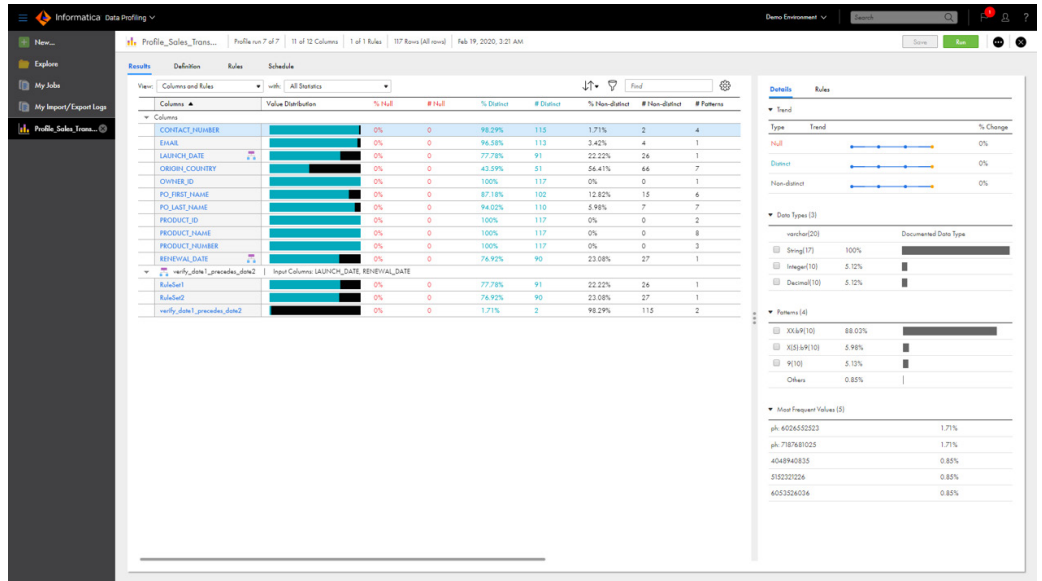 Informatica Data Profiling Demo Environment Search 1 ?
New... Profile_Sales_Trans... Profile run 7 of 7 11 of 12 Columns 1 of 1 Rules 117 Rows (All rows) Feb 19, 2020, 3:21 AM Save Run
Explore
My Jobs
My Import/Export Logs
Profile_Sales_Trans...
Results Definition Rules Schedule
View: Columns and Rules with: All Statistics Find
Columns Value Distribution % Null # Null % Distinct # Distinct % Non-distinct # Non-distinct # Patterns
Columns
CONTACT_NUMBER 0% 0 98.29% 115 1.71% 2 4
EMAIL 0% 0 96.58% 113 3.42% 4 1
LAUNCH_DATE 0% 0 77.78% 91 22.22% 26 1
ORIGIN_COUNTRY 0% 0 43.59% 51 56.41% 66 7
OWNER_ID 0% 0 100% 117 0% 0 1
PO_FIRST_NAME 0% 0 87.18% 102 12.82% 15 6
PO_LAST_NAME 0% 0 94.02% 110 5.98% 7 7
PRODUCT_ID 0% 0 100% 117 0% 0 2
PRODUCT_NAME 0% 0 100% 117 0% 0 8
PRODUCT_NUMBER 0% 0 100% 117 0% 0 3
RENEWAL_DATE 0% 0 76.92% 90 23.08% 27 1
verify_date1_precedes_date2 | Input Columns: LAUNCH_DATE, RENEWAL_DATE
RuleSet1 0% 0 77.78% 91 22.22% 26 1
RuleSet2 0% 0 76.92% 90 23.08% 27 1
verify_date1_precedes_date2 0% 0 1.71% 2 98.29% 115 2
Details Rules
Trend
Type Trend % Change
Null 0%
Distinct 0%
Non-distinct 0%
Data Types (3)
varchar(20) Documented Data Type
String(17) 100%
Integer(10) 5.12%
Decimal(10) 5.12%
Patterns (4)
XX:b9(10) 88.03%
X(5):b9(10) 5.98%
9(10) 5.13%
Others 0.85%
Most Frequent Values (5)
ph: 6026552523 1.71%
ph: 7187681025 1.71%
4048940835 0.85%
5152321226 0.85%
6053526036 0.85%